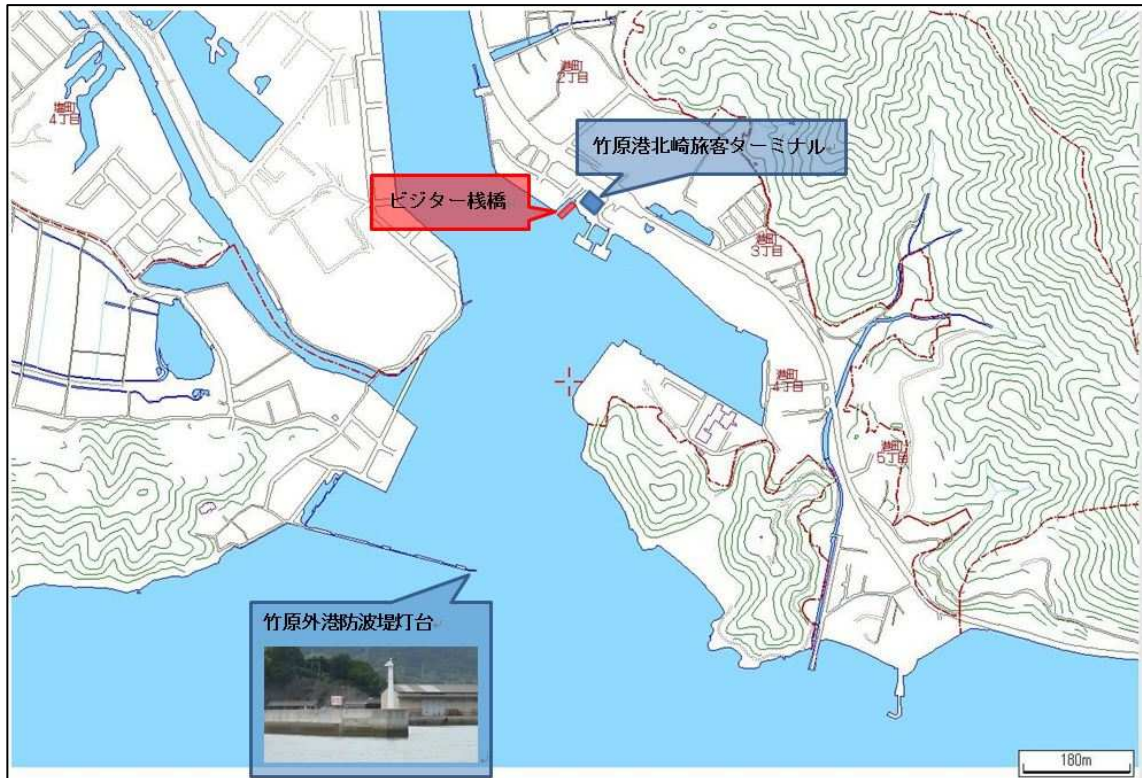 港町
2丁目
港町
4丁目
竹原港北崎旅客ターミナル
ビジター桟橋
港町
3丁目
港町
4丁目
港町
5丁目
竹原外港防波堤灯台
180m